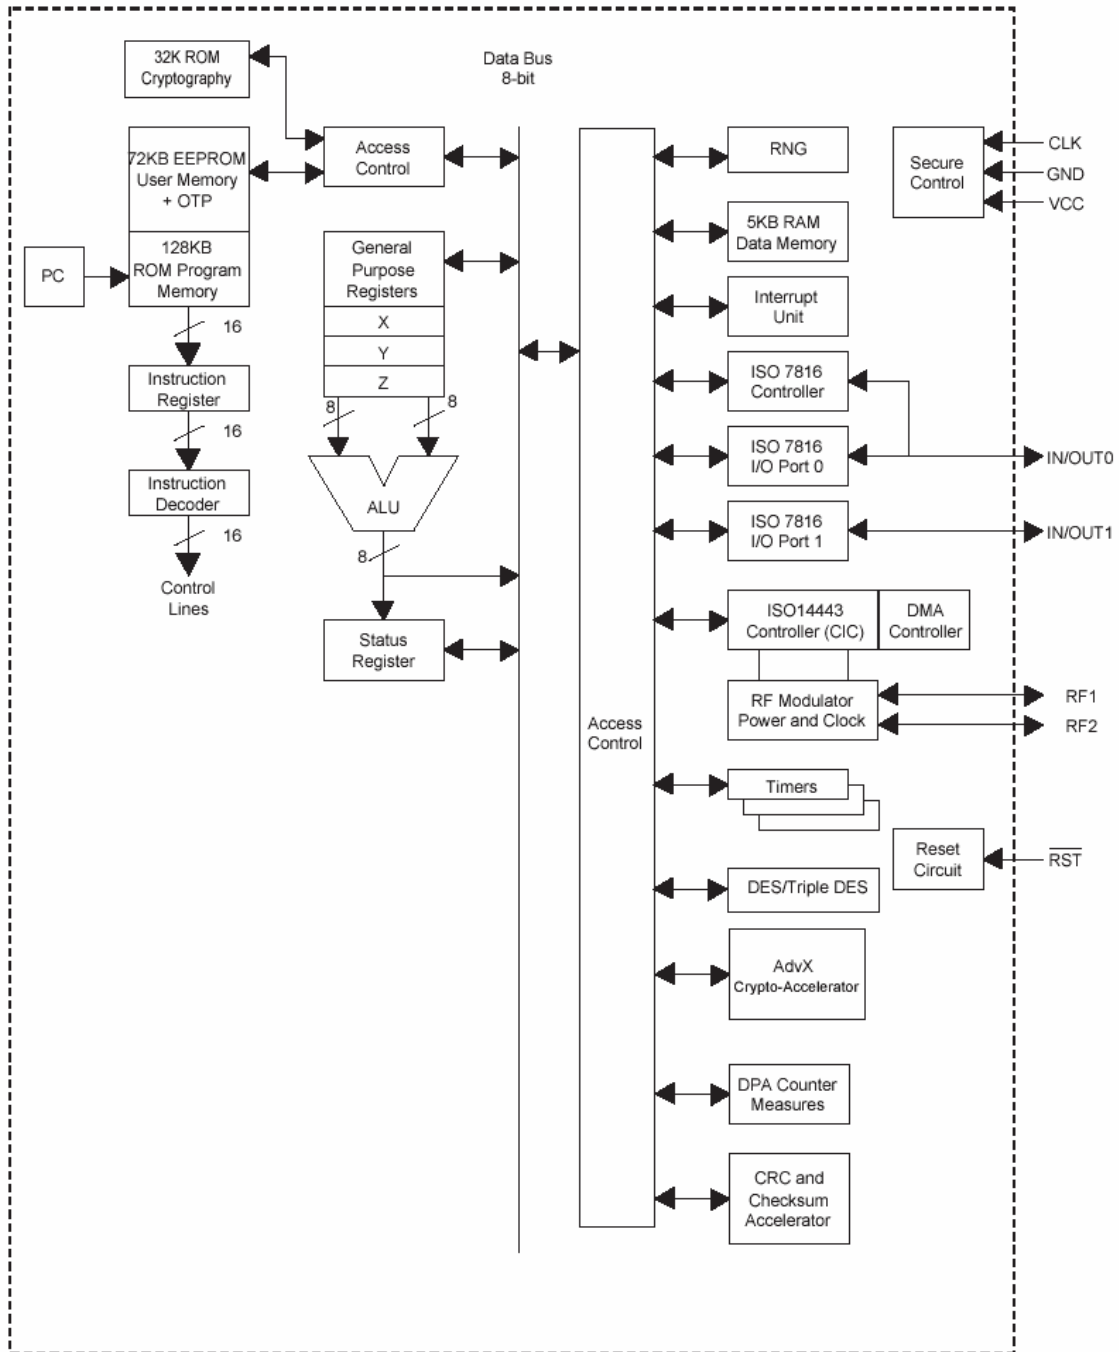 32K ROM
Cryptography
Data Bus
8-bit
72KB EEPROM
User Memory
+ OTP
Access
Control
RNG
Secure
Control
CLK
GND
VCC
5KB RAM
Data Memory
PC
128KB
ROM Program
Memory
General
Purpose
Registers
X
Y
Z
Interrupt
Unit
16
Instruction
Register
ISO 7816
Controller
8
8
16
ISO 7816
I/O Port 0
IN/OUT0
Instruction
Decoder
ALU
ISO 7816
I/O Port 1
IN/OUT1
16
8
Control
Lines
ISO14443
Controller (CIC)
DMA
Controller
Status
Register
RF Modulator
Power and Clock
RF1
RF2
Access
Control
Timers
Reset
Circuit
RST
DES/Triple DES
AdvX
Crypto-Accelerator
DPA Counter
Measures
CRC and
Checksum
Accelerator